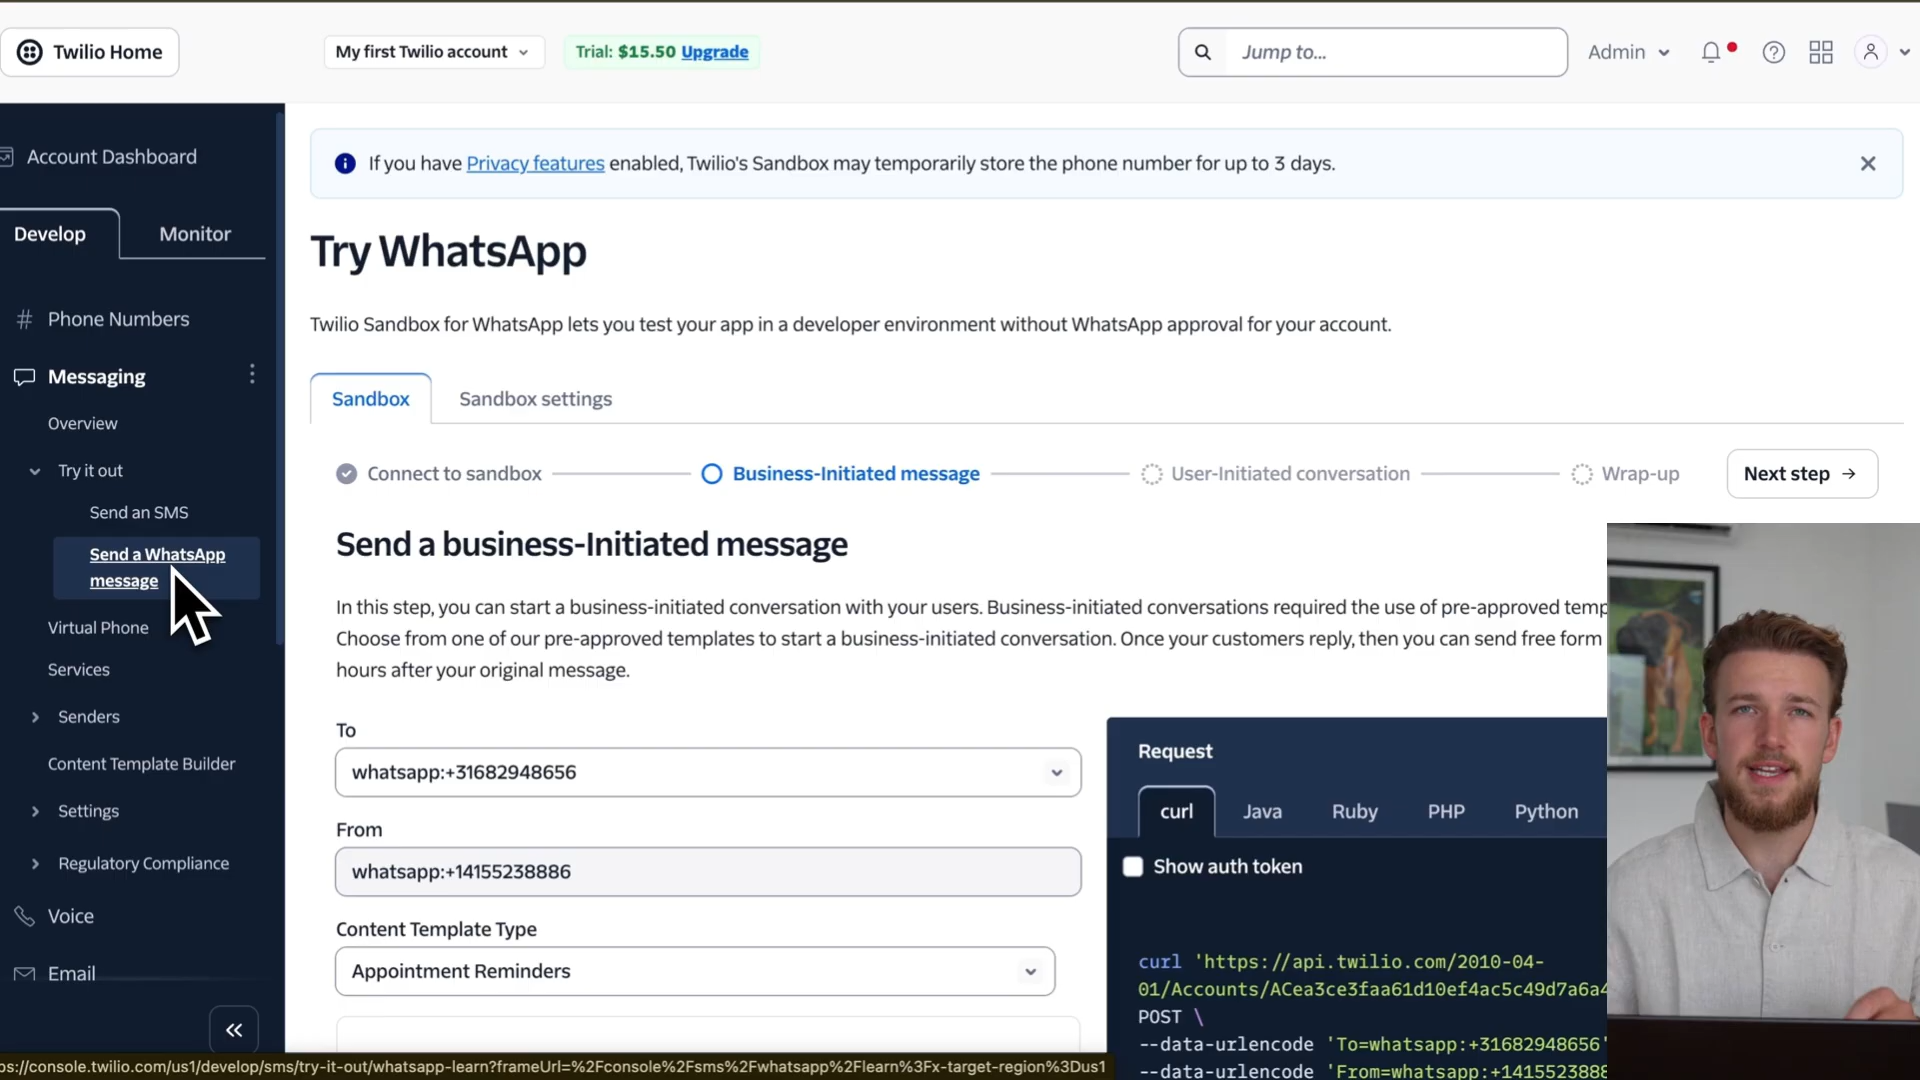 Twilio Home
My first Twilio account
Trial: $15.50 Upgrade
Jump to...
Admin
Account Dashboard
Develop
Monitor
Phone Numbers
Messaging
Overview
Try it out
Send an SMS
Send a WhatsApp
message
Virtual Phone
Services
Senders
Content Template Builder
Settings
Regulatory Compliance
Voice
Email
If you have Privacy features enabled, Twilio's Sandbox may temporarily store the phone number for up to 3 days.
Try WhatsApp
Twilio Sandbox for WhatsApp lets you test your app in a developer environment without WhatsApp approval for your account.
Sandbox
Sandbox settings
Connect to sandbox
Business-Initiated message
User-Initiated conversation
Wrap-up
Next step
Send a business-Initiated message
In this step, you can start a business-initiated conversation with your users. Business-initiated conversations required the use of pre-approved temp
Choose from one of our pre-approved templates to start a business-initiated conversation. Once your customers reply, then you can send free form
hours after your original message.
To
whatsapp:+31682948656
From
whatsapp:+14155238886
Content Template Type
Appointment Reminders
Request
curl
Java
Ruby
PHP
Python
Show auth token
curl 'https://api.twilio.com/2010-04-
01/Accounts/ACea3ce3faa61d10ef4ac5c49d7a6a4
POST \
--data-urlencode 'To=whatsapp:+31682948656'
--data-urlencode 'From=whatsapp:+1415523888
ps://console.twilio.com/us1/develop/sms/try-it-out/whatsapp-learn?frameUrl=%2Fconsole%2Fsms%2Fwhatsapp%2Flearn%3Fx-target-region%3Dus1